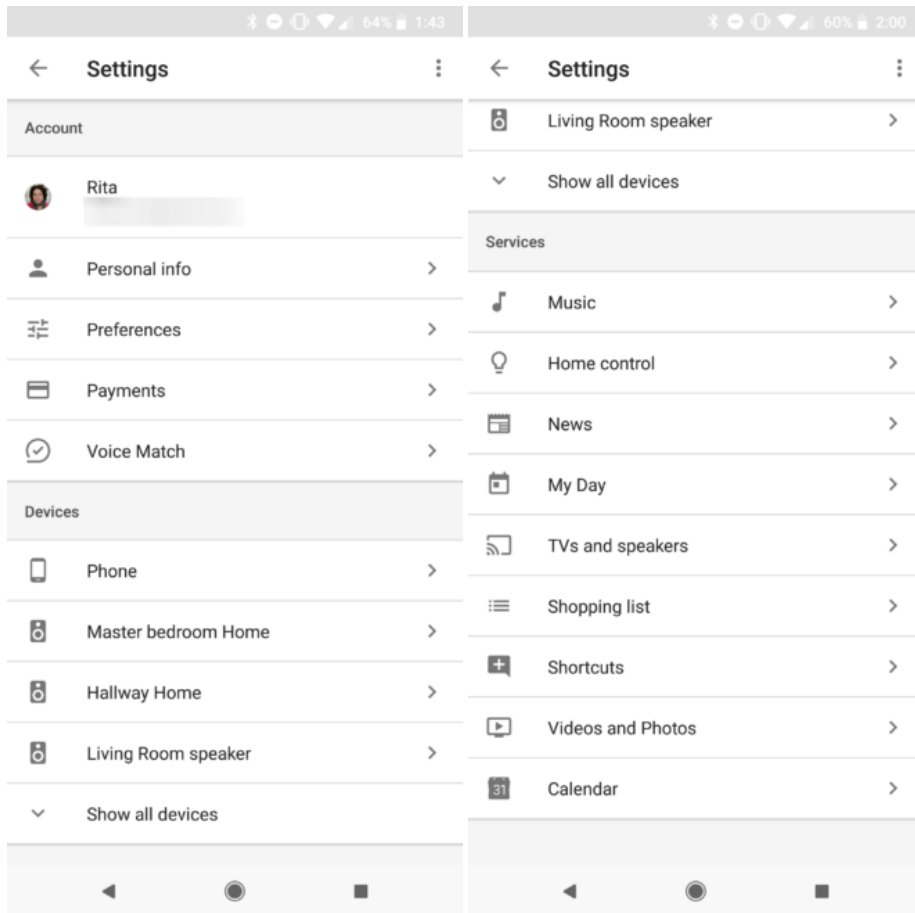 64% 1:43
Settings
Account
Rita
Personal info
Preferences
Payments
Voice Match
Devices
Phone
Master bedroom Home
Hallway Home
Living Room speaker
Show all devices
60% 2:00
Settings
Living Room speaker
Show all devices
Services
Music
Home control
News
My Day
TVs and speakers
Shopping list
Shortcuts
Videos and Photos
31 Calendar